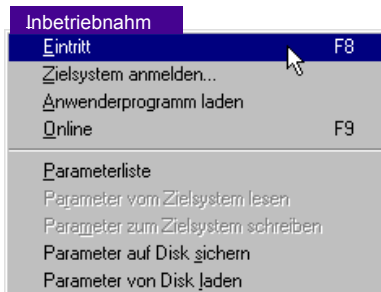 Inbetriebnahm
Eintritt F8
Zielsystem anmelden...
Anwenderprogramm laden
Online F9
Parameterliste
Parameter vom Zielsystem lesen
Parameter zum Zielsystem schreiben
Parameter auf Disk sichern
Parameter von Disk laden